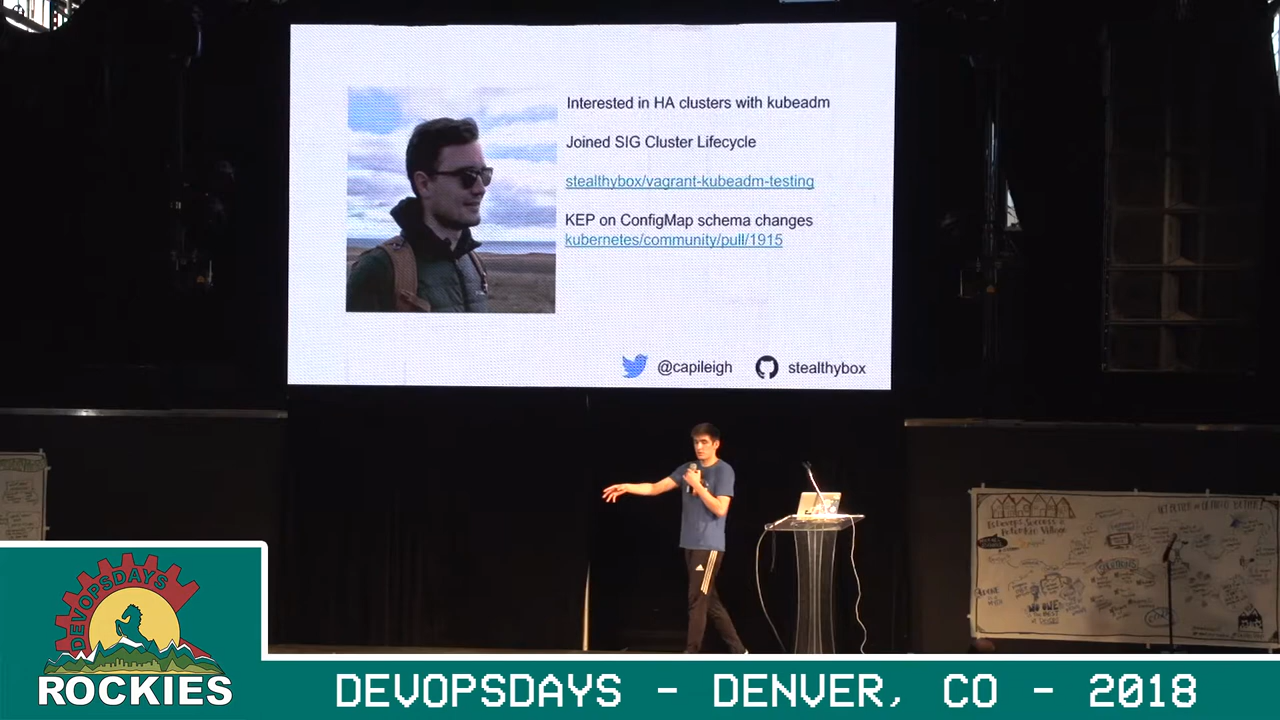 Interested in HA clusters with kubeadm
Joined SIG Cluster Lifecycle
stealthybox/vagrant-kubeadm-testing
KEP on ConfigMap schema changes
kubernetes/community/pull/1915
@capileigh stealthybox
DEVOPSDAYS
ROCKIES
DEVOPSDAYS - DENVER, CO - 2018